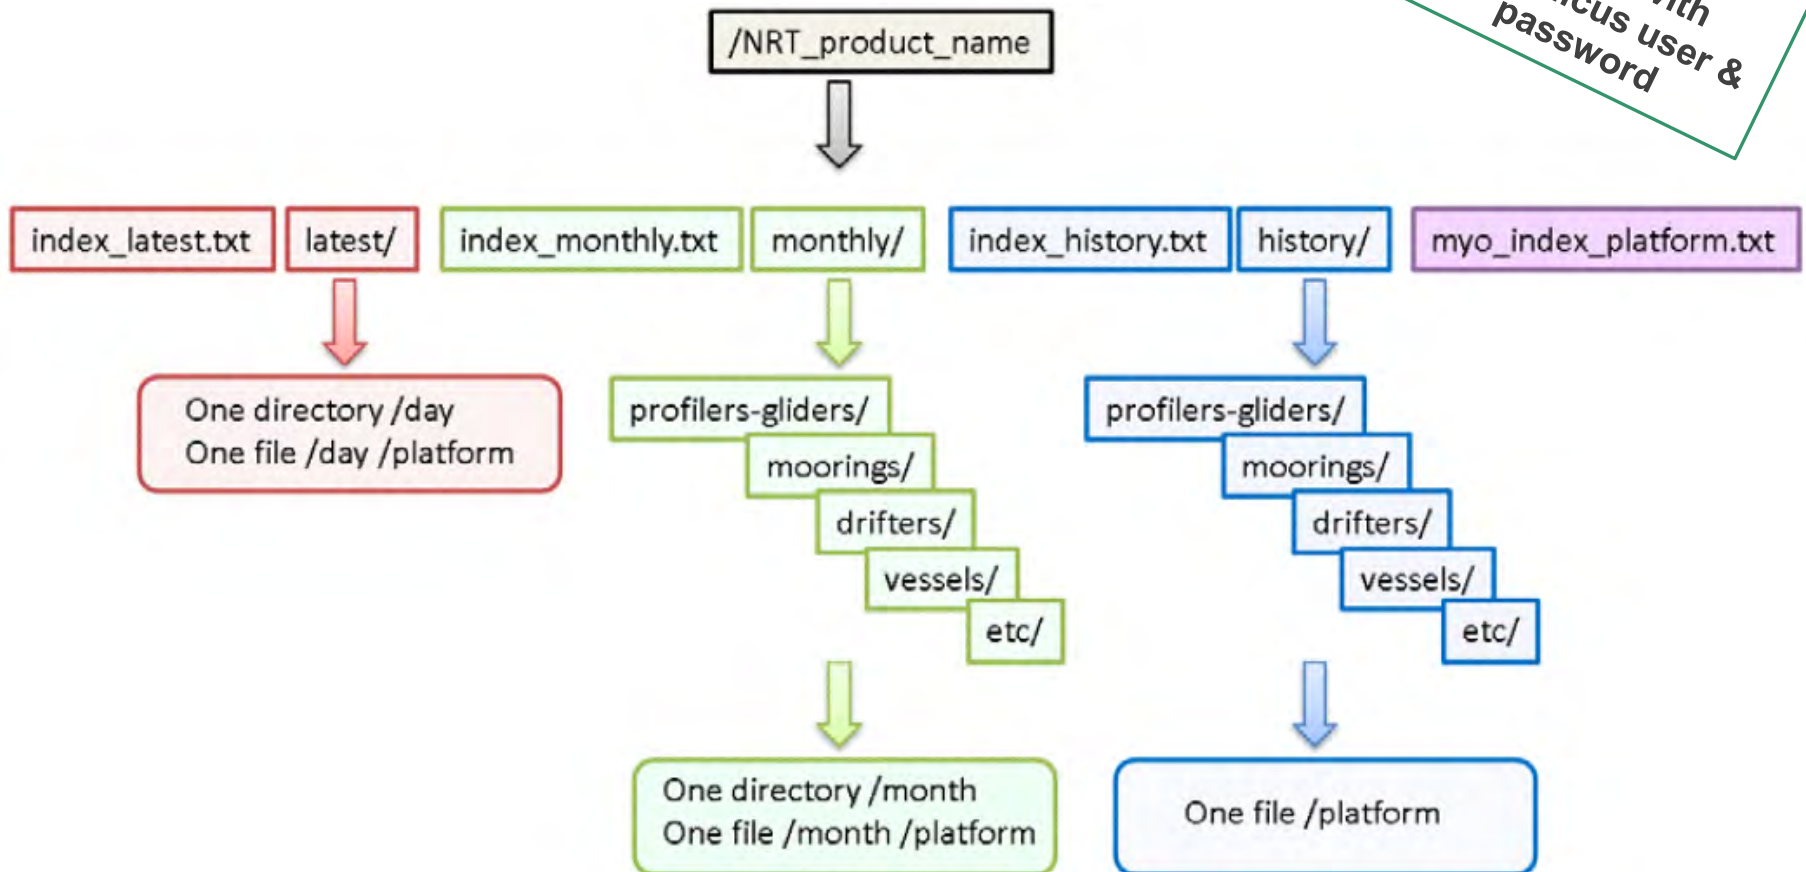 with
user &
password
/NRT_product_name
index_latest.txt
latest/
index_monthly.txt
monthly/
index_history.txt
history/
myo_index_platform.txt
One directory /day
One file /day /platform
profilers-gliders/
moorings/
drifters/
vessels/
etc/
profilers-gliders/
moorings/
drifters/
vessels/
etc/
One directory /month
One file /month /platform
One file /platform